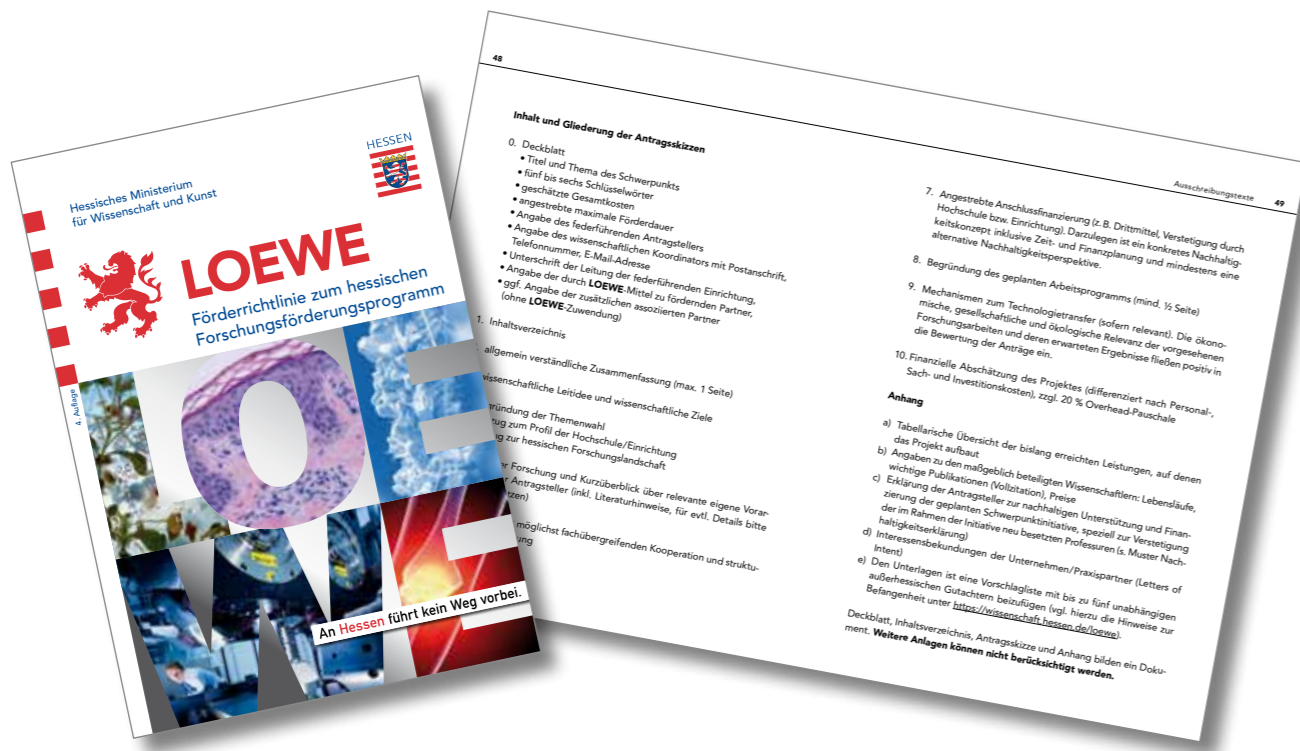 HESSEN
Hessisches Ministerium
für Wissenschaft und Kunst
LOEWE
Förderrichtlinie zum hessischen
Forschungsförderungsprogramm
4. Auflage
LOEWE
An Hessen führt kein Weg vorbei.
48
Inhalt und Gliederung der Antragsskizzen
0. Deckblatt
• Titel und Thema des Schwerpunkts
• fünf bis sechs Schlüsselwörter
• geschätzte Gesamtkosten
• angestrebte maximale Förderdauer
• Angabe des federführenden Antragstellers
• Angabe des wissenschaftlichen Koordinators mit Postanschrift,
Telefonnummer, E-Mail-Adresse
• Unterschrift der Leitung der federführenden Einrichtung,
• Angabe der durch LOEWE-Mittel zu fördernden Partner,
• ggf. Angabe der zusätzlichen assoziierten Partner
(ohne LOEWE-Zuwendung)
1. Inhaltsverzeichnis
allgemein verständliche Zusammenfassung (max. 1 Seite)
wissenschaftliche Leitidee und wissenschaftliche Ziele
der Themenwahl
zum Profil der Hochschule/Einrichtung
zur hessischen Forschungslandschaft
Forschung und Kurzüberblick über relevante eigene Vorar-
Antragsteller (inkl. Literaturhinweise, für evtl. Details bitte
möglichst fachübergreifenden Kooperation und struktu-
Ausschreibungstexte 49
7. Angestrebte Anschlussfinanzierung (z. B. Drittmittel, Verstetigung durch
Hochschule bzw. Einrichtung). Darzulegen ist ein konkretes Nachhaltig-
keitskonzept inklusive Zeit- und Finanzplanung und mindestens eine
alternative Nachhaltigkeitsperspektive.
8. Begründung des geplanten Arbeitsprogramms (mind. ½ Seite)
9. Mechanismen zum Technologietransfer (sofern relevant). Die ökono-
mische, gesellschaftliche und ökologische Relevanz der vorgesehenen
Forschungsarbeiten und deren erwarteten Ergebnisse fließen positiv in
die Bewertung der Anträge ein.
10. Finanzielle Abschätzung des Projektes (differenziert nach Personal-,
Sach- und Investitionskosten), zzgl. 20 % Overhead-Pauschale
Anhang
a) Tabellarische Übersicht der bislang erreichten Leistungen, auf denen
das Projekt aufbaut
b) Angaben zu den maßgeblich beteiligten Wissenschaftlern: Lebensläufe,
wichtige Publikationen (Vollzitation), Preise
c) Erklärung der Antragsteller zur nachhaltigen Unterstützung und Finan-
zierung der geplanten Schwerpunktinitiative, speziell zur Verstetigung
der im Rahmen der Initiative neu besetzten Professuren (s. Muster Nach-
haltigkeitserklärung)
d) Interessensbekundungen der Unternehmen/Praxispartner (Letters of
Intent)
e) Den Unterlagen ist eine Vorschlagliste mit bis zu fünf unabhängigen
außerhessischen Gutachtern beizufügen (vgl. hierzu die Hinweise zur
Befangenheit unter https://wissenschaft.hessen.de/loewe).
Deckblatt, Inhaltsverzeichnis, Antragsskizze und Anhang bilden ein Doku-
ment. Weitere Anlagen können nicht berücksichtigt werden.